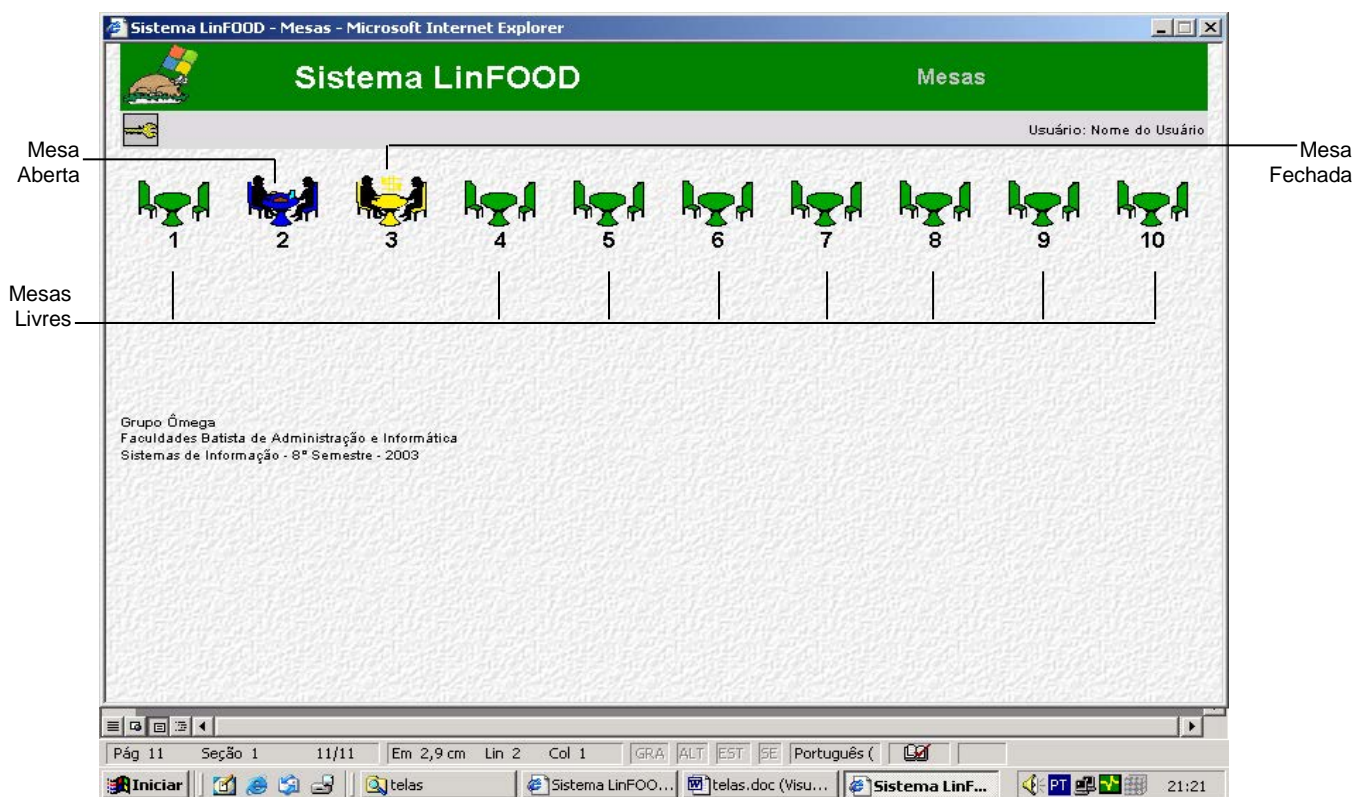 Sistema LinFOOD - Mesas - Microsoft Internet Explorer
Sistema LinFOOD
Mesas
Usuário: Nome do Usuário
Mesa
Aberta
Mesa
Fechada
1 2 3 4 5 6 7 8 9 10
Mesas
Livres
Grupo Ômega
Faculdades Batista de Administração e Informática
Sistemas de Informação - 8º Semestre - 2003
Pág 11 Seção 1 11/11 Em 2,9 cm Lin 2 Col 1 GRA ALT EST SE Português (
Iniciar telas Sistema LinFOO... telas.doc (Visu... Sistema LinF... PT 21:21